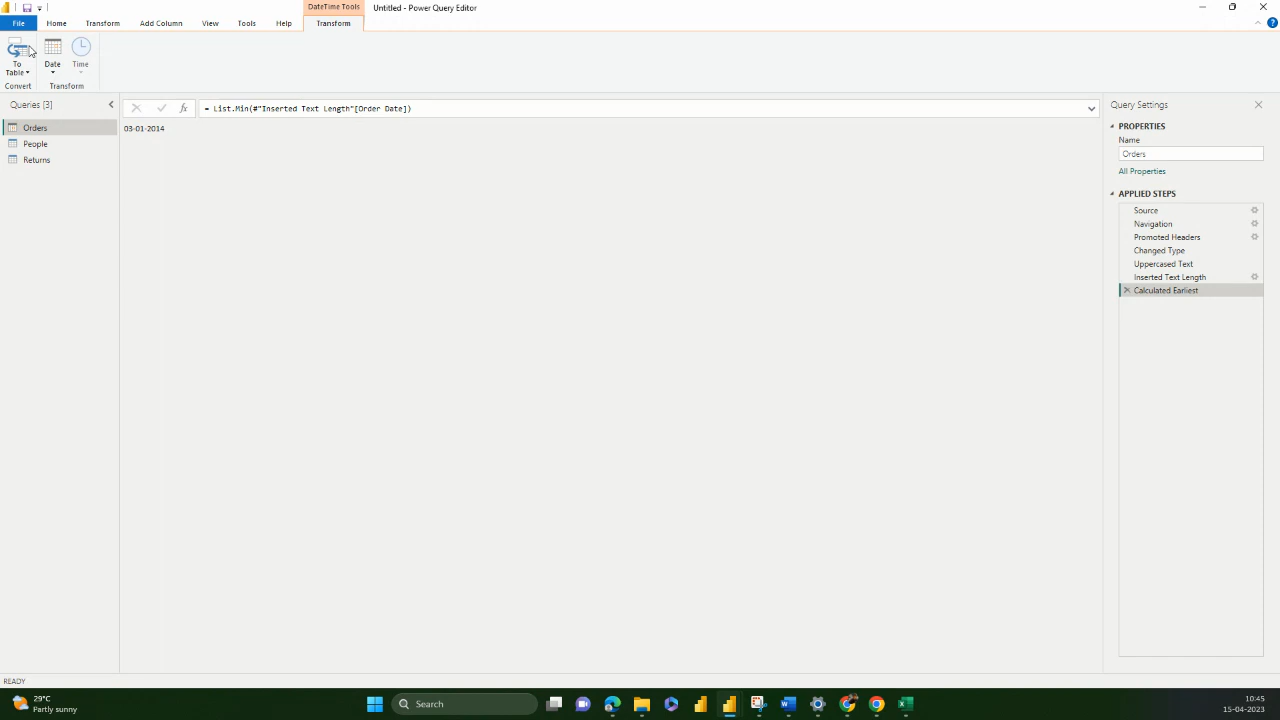 DateTime Tools
Untitled - Power Query Editor
File
Home
Transform
Add Column
View
Tools
Help
Transform
To
Table
Date
Time
Convert
Transform
Queries [3]
= List.Min(#"Inserted Text Length"[Order Date])
Query Settings
Orders
People
Returns
03-01-2014
PROPERTIES
Name
Orders
All Properties
APPLIED STEPS
Source
Navigation
Promoted Headers
Changed Type
Uppercased Text
Inserted Text Length
Calculated Earliest
READY
29°C
Partly sunny
Search
10:45
15-04-2023